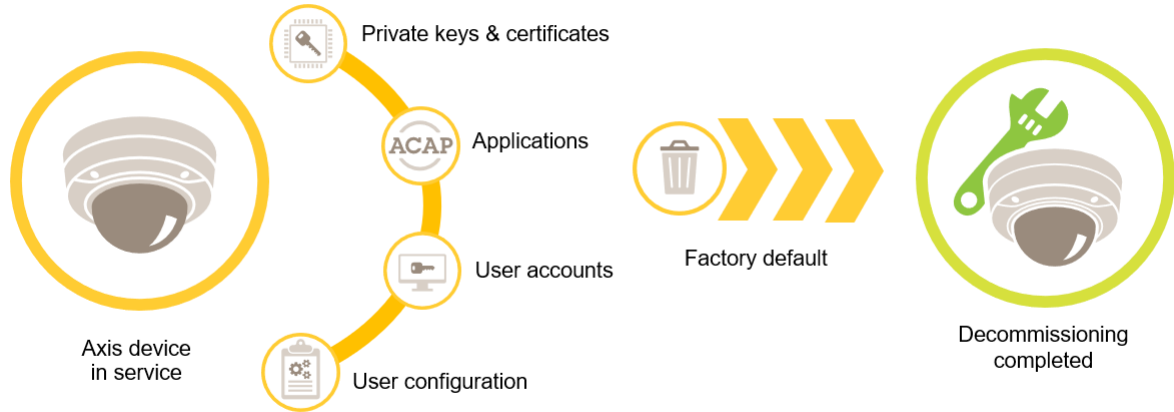 Private keys & certificates
ACAP
Applications
User accounts
User configuration
Axis device
in service
Factory default
Decommissioning
completed